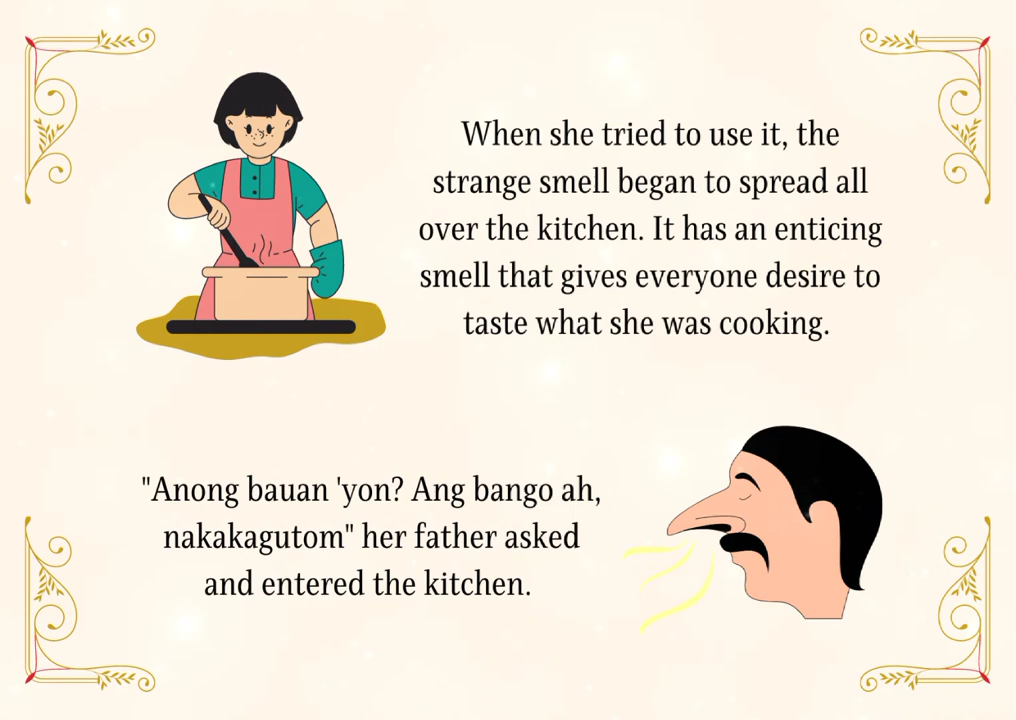 When she tried to use it, the
strange smell began to spread all
over the kitchen. It has an enticing
smell that gives everyone desire to
taste what she was cooking.
"Anong bauan 'yon? Ang bango ah,
nakakagutom" her father asked
and entered the kitchen.